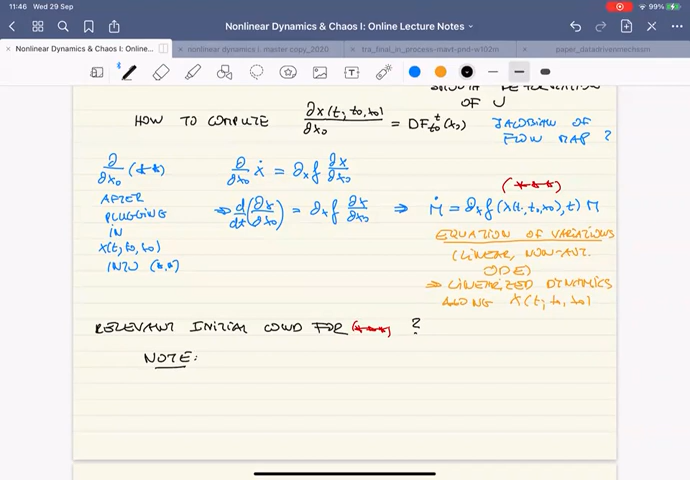 11:46 Wed 29 Sep
99%
Nonlinear Dynamics & Chaos I: Online Lecture Notes
Nonlinear Dynamics & Chaos I: Online...
nonlinear dynamics i. master copy_2020
tra_final_in_process-mavt-pnd-w102m
paper_datadrivenmechssm
OF U
HOW TO COMPUTE ∂x(t; t0, x0)/∂x0 = DF_{t0}^{t}(x0) JACOBIAN OF
FLOW MAP ?
∂/∂x0 (**) ∂/∂x0 ẋ = ∂x f ∂x/∂x0 (***)
AFTER
PLUGGING
IN
x(t; t0, x0)
INTO (**)
⇒ d/dt (∂x/∂x0) = ∂x f ∂x/∂x0 ⇒ Ṁ = ∂x f (x(t, t0, x0), t) M
EQUATION OF VARIATIONS
(LINEAR, NON-AUT.
ODE)
⇒ LINEARIZED DYNAMICS
ALONG x(t; t0, x0)
RELEVANT INITIAL COND FOR (***) ?
NOTE: